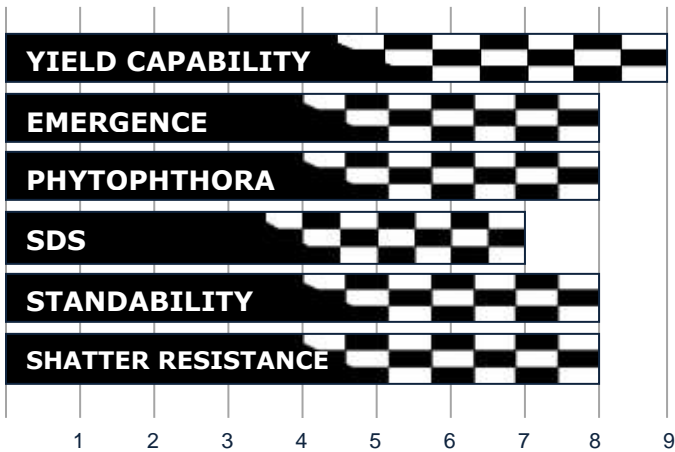 YIELD CAPABILITY
EMERGENCE
PHYTOPHTHORA
SDS
STANDABILITY
SHATTER RESISTANCE
1 2 3 4 5 6 7 8 9